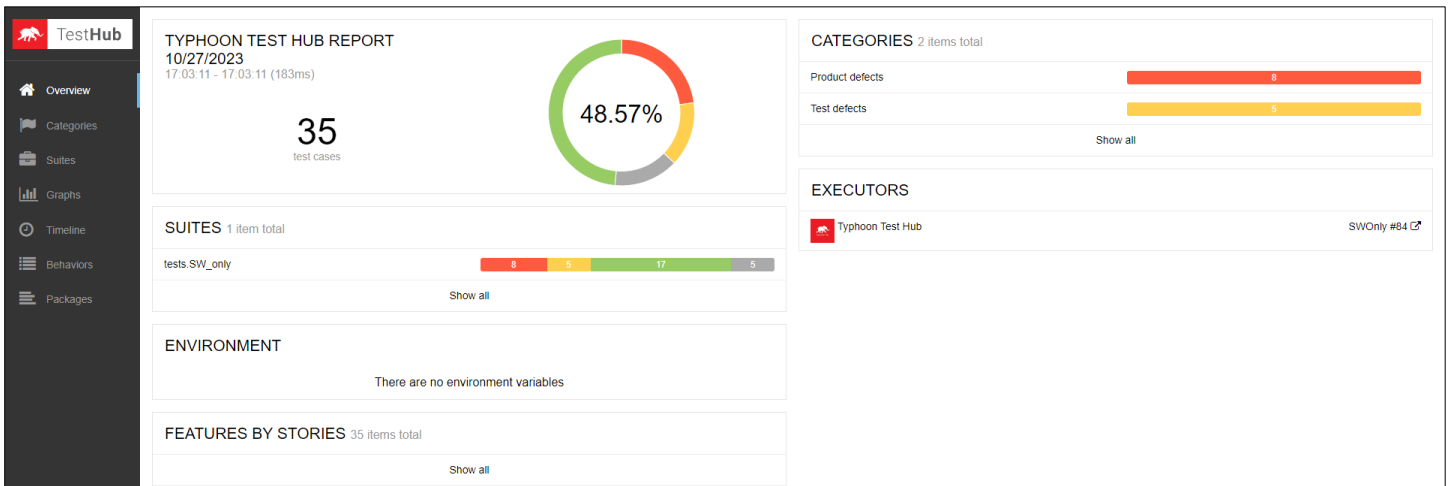 TestHub
Overview
Categories
Suites
Graphs
Timeline
Behaviors
Packages
TYPHOON TEST HUB REPORT
10/27/2023
17:03:11 - 17:03:11 (183ms)
35
test cases
48.57%
SUITES 1 item total
tests.SW_only 8 5 17 5
Show all
ENVIRONMENT
There are no environment variables
FEATURES BY STORIES 35 items total
Show all
CATEGORIES 2 items total
Product defects 8
Test defects 5
Show all
EXECUTORS
Typhoon Test Hub SWOnly #84